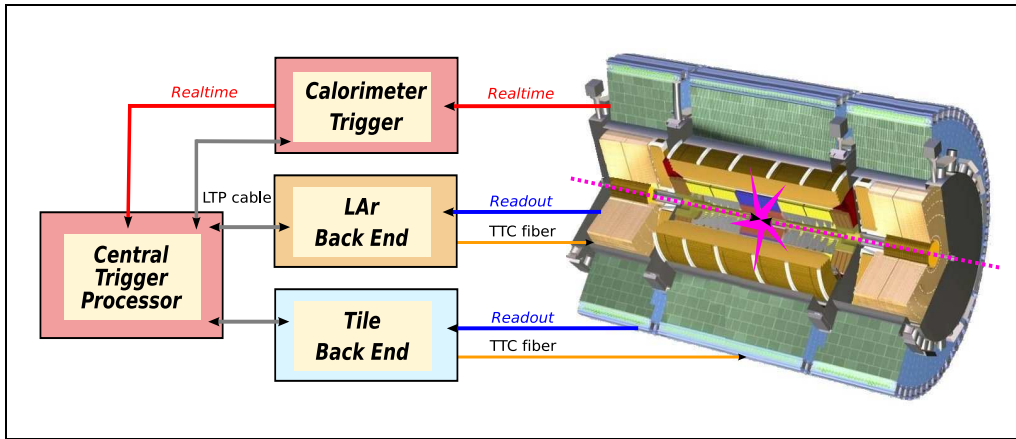 Realtime
Calorimeter
Trigger
Realtime
LTP cable
LAr
Back End
Readout
TTC fiber
Central
Trigger
Processor
Tile
Back End
Readout
TTC fiber